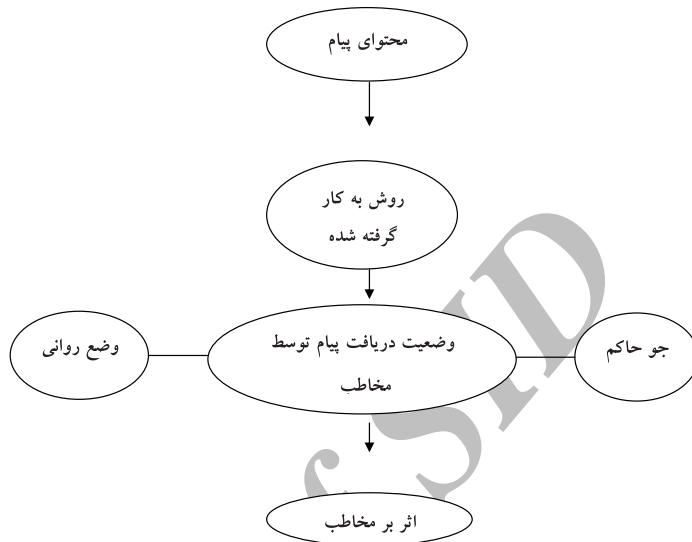 محتوای پیام
روش به کار
گرفته شده
وضع روانی
وضعیت دریافت پیام توسط
مخاطب
جو حاکم
اثر بر مخاطب
f SID